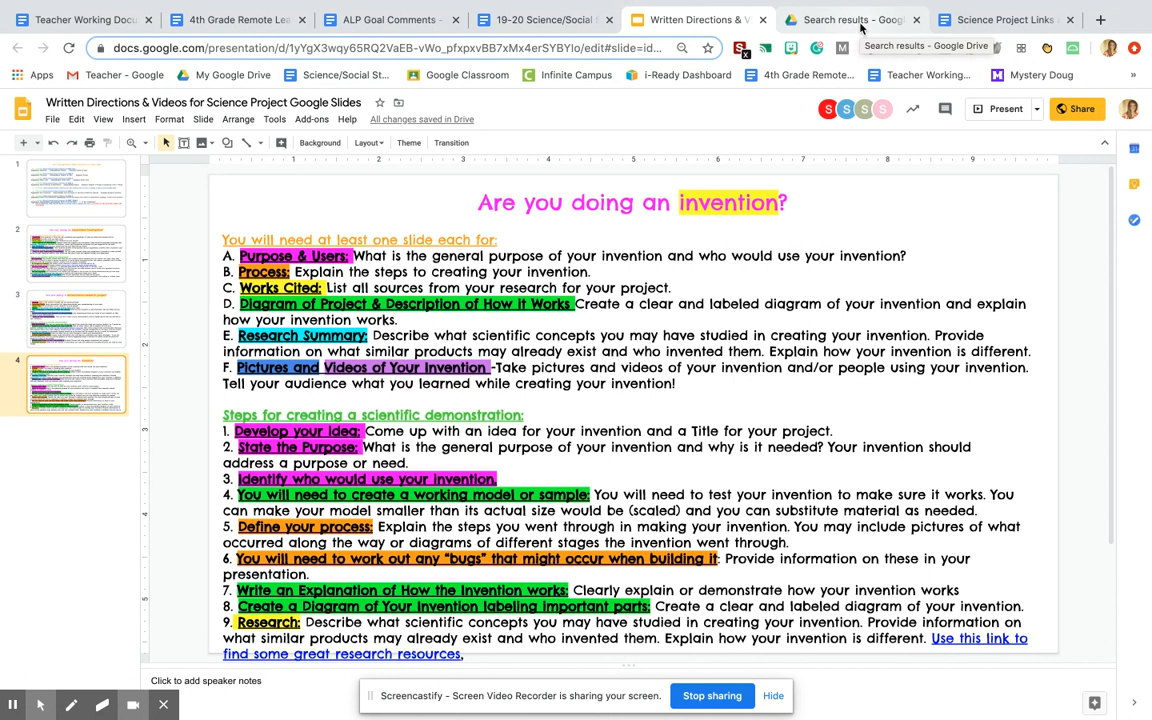 Teacher Working Docu
4th Grade Remote Lea
ALP Goal Comments -
19-20 Science/Social S
Written Directions & V
Search results - Googl
Science Project Links
docs.google.com/presentation/d/1yYgX3wqy65RQ2VaEB-vWo_pfxpxvBB7xMx4erSYBYIo/edit#slide=id...
Search results - Google Drive
Apps
Teacher - Google
My Google Drive
Science/Social St...
Google Classroom
Infinite Campus
i-Ready Dashboard
4th Grade Remote...
Teacher Working...
Mystery Doug
Written Directions & Videos for Science Project Google Slides
Present
Share
File Edit View Insert Format Slide Arrange Tools Add-ons Help All changes saved in Drive
Background Layout Theme Transition
Are you doing an invention?
You will need at least one slide each for:
A. Purpose & Users: What is the general purpose of your invention and who would use your invention?
B. Process: Explain the steps to creating your invention.
C. Works Cited: List all sources from your research for your project.
D. Diagram of Project & Description of How it Works Create a clear and labeled diagram of your invention and explain
how your invention works.
E. Research Summary: Describe what scientific concepts you may have studied in creating your invention. Provide
information on what similar products may already exist and who invented them. Explain how your invention is different.
F. Pictures and Videos of Your Invention -Take pictures and videos of your invention and/or people using your invention.
Tell your audience what you learned while creating your invention!
Steps for creating a scientific demonstration:
1. Develop your idea: Come up with an idea for your invention and a Title for your project.
2. State the Purpose: What is the general purpose of your invention and why is it needed? Your invention should
address a purpose or need.
3. Identify who would use your invention.
4. You will need to create a working model or sample: You will need to test your invention to make sure it works. You
can make your model smaller than its actual size would be (scaled) and you can substitute material as needed.
5. Define your process: Explain the steps you went through in making your invention. You may include pictures of what
occurred along the way or diagrams of different stages the invention went through.
6. You will need to work out any “bugs” that might occur when building it: Provide information on these in your
presentation.
7. Write an Explanation of How the Invention works: Clearly explain or demonstrate how your invention works
8. Create a Diagram of Your Invention labeling important parts: Create a clear and labeled diagram of your invention.
9. Research: Describe what scientific concepts you may have studied in creating your invention. Provide information on
what similar products may already exist and who invented them. Explain how your invention is different. Use this link to
find some great research resources.
Click to add speaker notes
Screencastify - Screen Video Recorder is sharing your screen.
Stop sharing
Hide